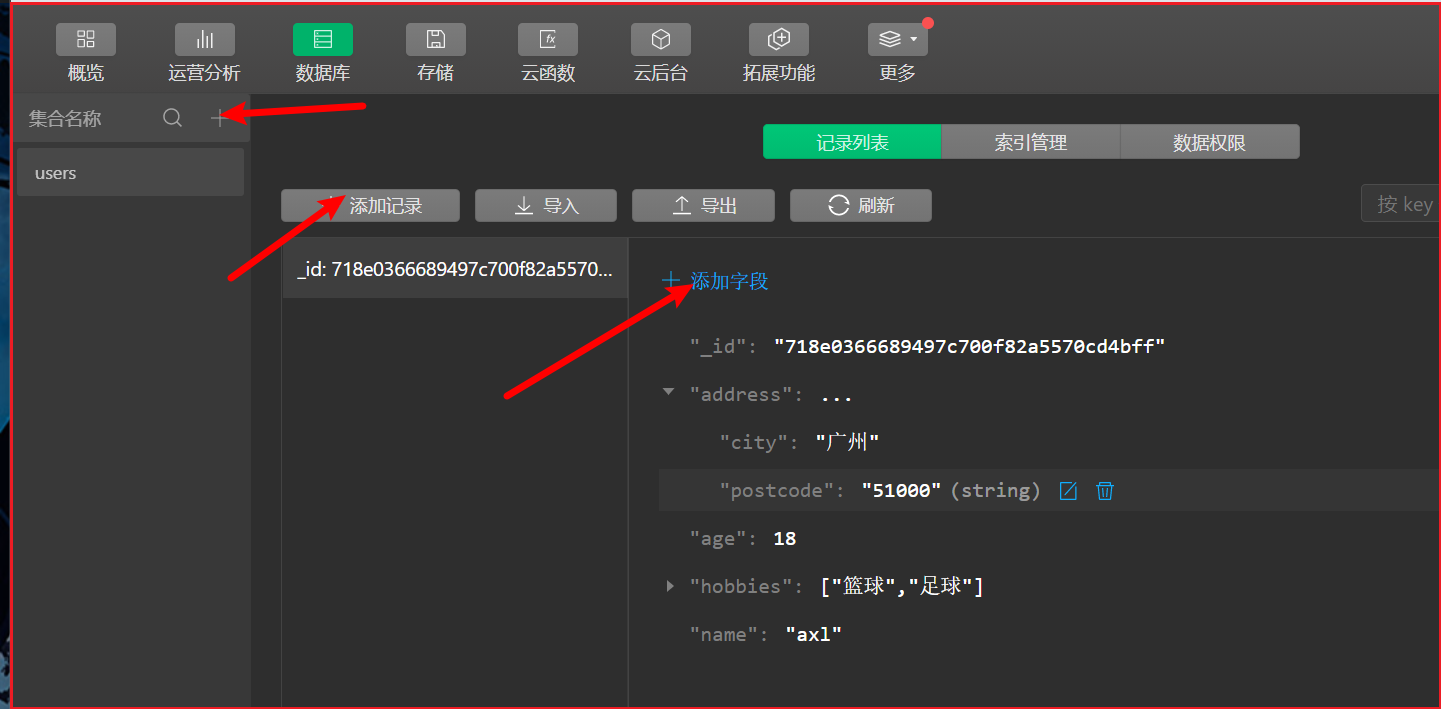 概览 运营分析 数据库 存储 云函数 云后台 拓展功能 更多
集合名称
users
记录列表 索引管理 数据权限
添加记录 导入 导出 刷新 按 key
_id: 718e0366689497c700f82a5570...
添加字段
"_id": "718e0366689497c700f82a5570cd4bff"
"address": ...
"city": "广州"
"postcode": "51000" (string)
"age": 18
"hobbies": ["篮球","足球"]
"name": "axl"